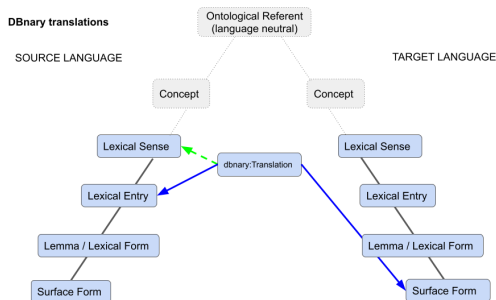 DBnary translations
Ontological Referent
(language neutral)
SOURCE LANGUAGE
TARGET LANGUAGE
Concept
Concept
Lexical Sense
Lexical Sense
dbnary:Translation
Lexical Entry
Lexical Entry
Lemma / Lexical Form
Lemma / Lexical Form
Surface Form
Surface Form